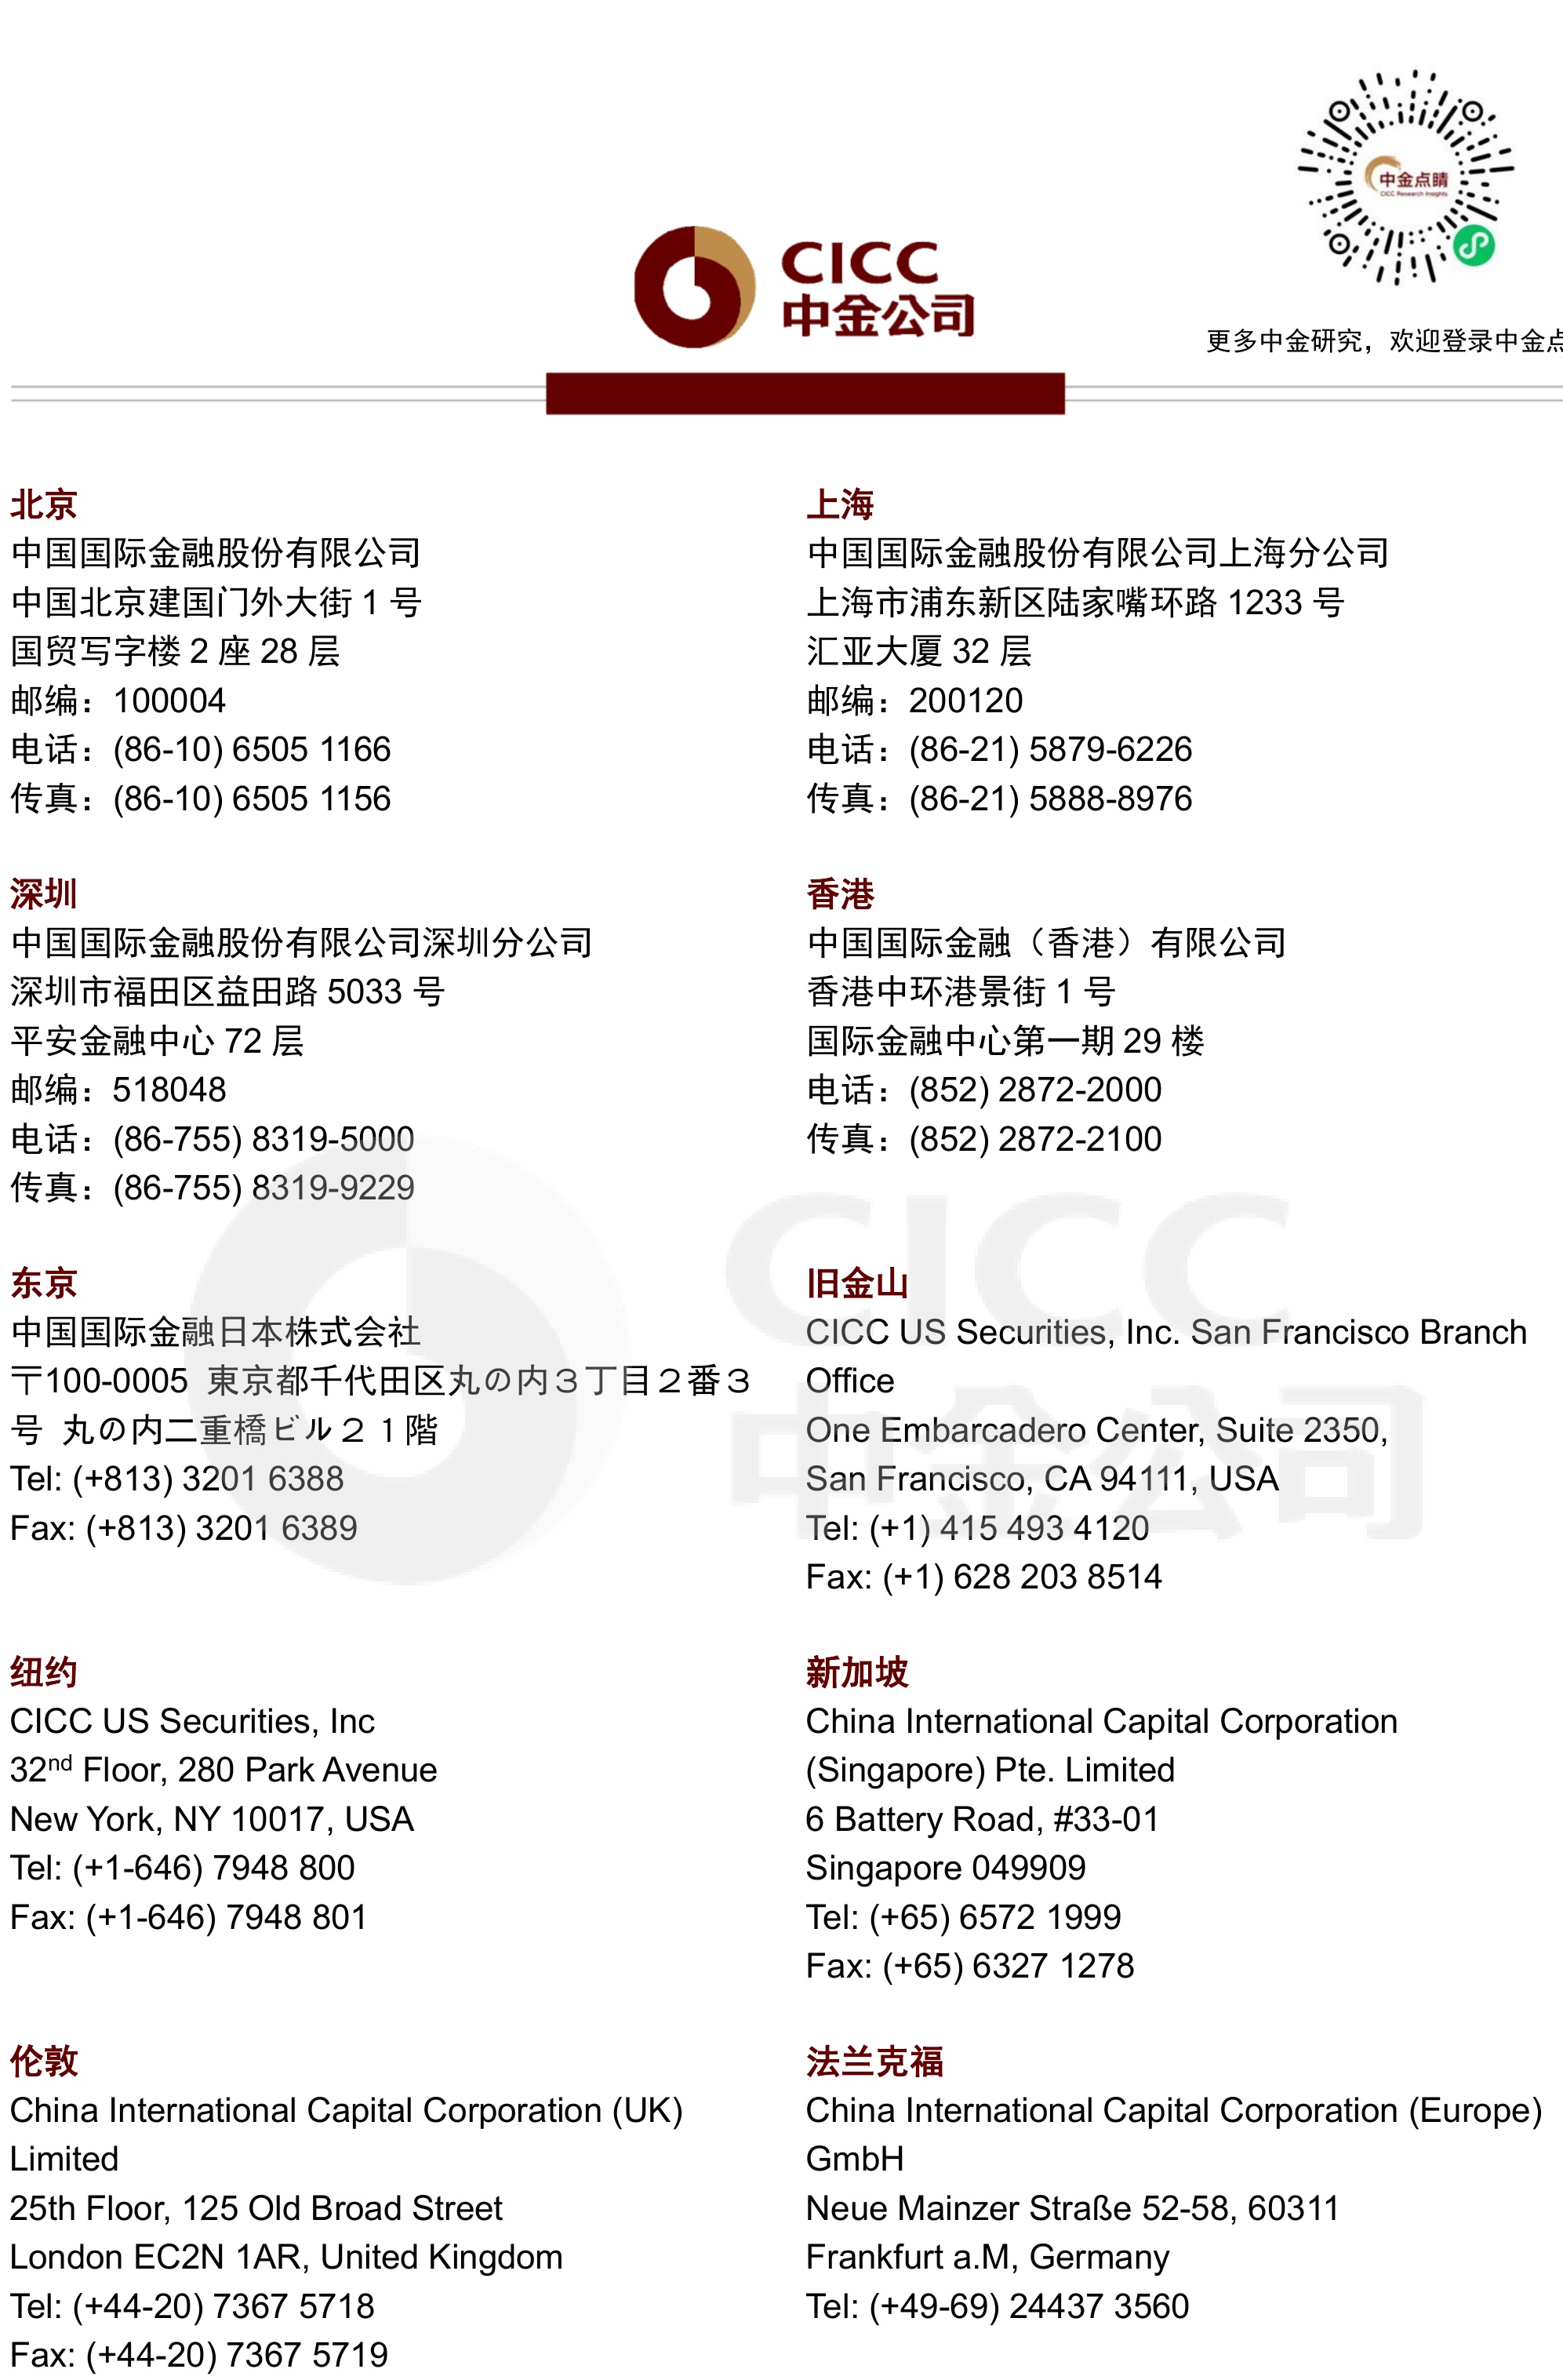 中金点睛
CICC Research Insights
CICC
中金公司
更多中金研究，欢迎登录中金点
北京
中国国际金融股份有限公司
中国北京建国门外大街 1 号
国贸写字楼 2 座 28 层
邮编：100004
电话：(86-10) 6505 1166
传真：(86-10) 6505 1156
上海
中国国际金融股份有限公司上海分公司
上海市浦东新区陆家嘴环路 1233 号
汇亚大厦 32 层
邮编：200120
电话：(86-21) 5879-6226
传真：(86-21) 5888-8976
深圳
中国国际金融股份有限公司深圳分公司
深圳市福田区益田路 5033 号
平安金融中心 72 层
邮编：518048
电话：(86-755) 8319-5000
传真：(86-755) 8319-9229
香港
中国国际金融（香港）有限公司
香港中环港景街 1 号
国际金融中心第一期 29 楼
电话：(852) 2872-2000
传真：(852) 2872-2100
东京
中国国际金融日本株式会社
〒100-0005 東京都千代田区丸の内３丁目２番３
号 丸の内二重橋ビル２１階
Tel: (+813) 3201 6388
Fax: (+813) 3201 6389
旧金山
CICC US Securities, Inc. San Francisco Branch
Office
One Embarcadero Center, Suite 2350,
San Francisco, CA 94111, USA
Tel: (+1) 415 493 4120
Fax: (+1) 628 203 8514
CICC
中金公司
纽约
CICC US Securities, Inc
32nd Floor, 280 Park Avenue
New York, NY 10017, USA
Tel: (+1-646) 7948 800
Fax: (+1-646) 7948 801
新加坡
China International Capital Corporation
(Singapore) Pte. Limited
6 Battery Road, #33-01
Singapore 049909
Tel: (+65) 6572 1999
Fax: (+65) 6327 1278
伦敦
China International Capital Corporation (UK)
Limited
25th Floor, 125 Old Broad Street
London EC2N 1AR, United Kingdom
Tel: (+44-20) 7367 5718
Fax: (+44-20) 7367 5719
法兰克福
China International Capital Corporation (Europe)
GmbH
Neue Mainzer Straße 52-58, 60311
Frankfurt a.M, Germany
Tel: (+49-69) 24437 3560